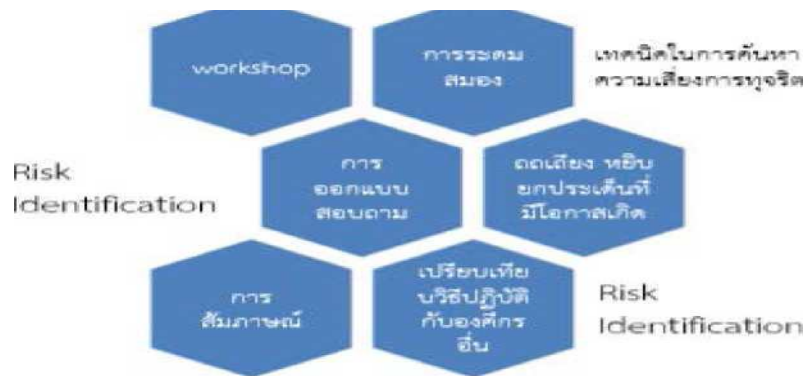 workshop
การระดม
สมอง
เทคนิคในการค้นหา
ความเสี่ยงการทุจริต
Risk
Identification
การ
ออกแบบ
สอบถาม
ถกเถียง หยิบ
ยกประเด็นที่
มีโอกาสเกิด
การ
สัมภาษณ์
เปรียบเทีย
บวิธีปฏิบัติ
กับองค์กร
อื่น
Risk
Identification